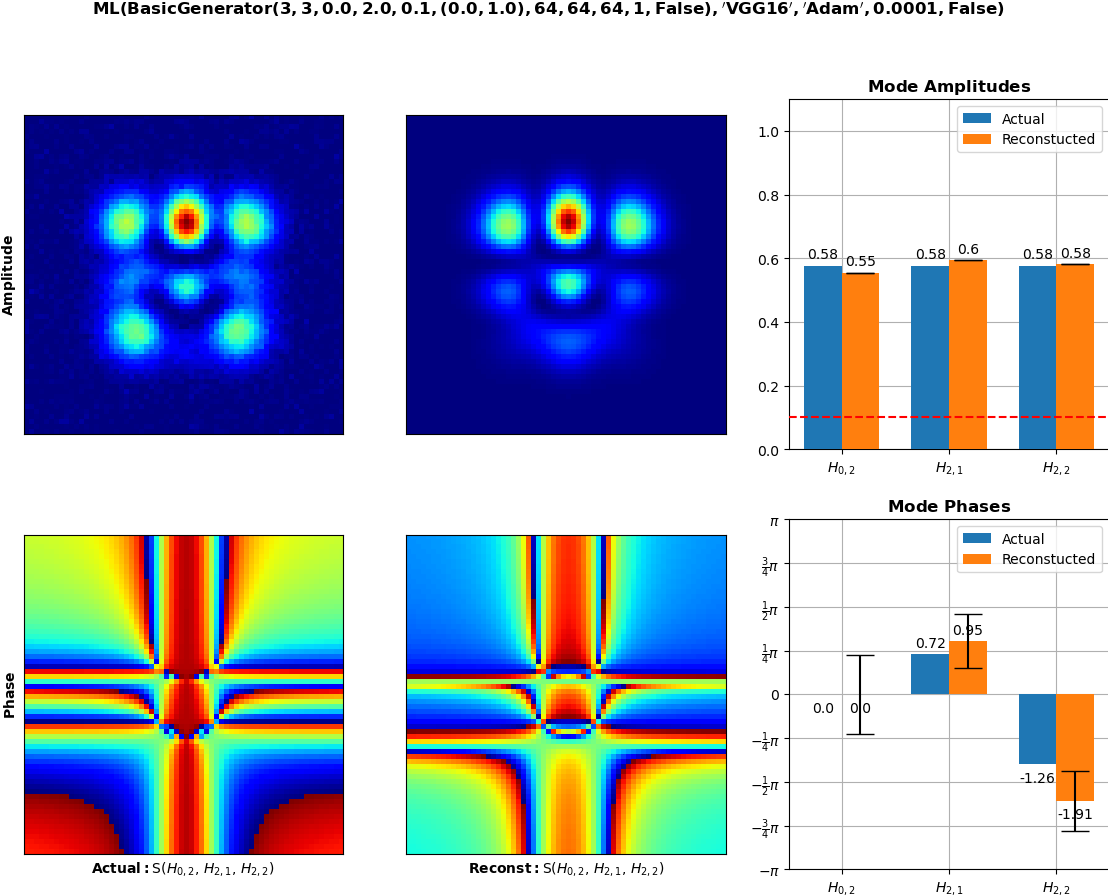 ML(BasicGenerator(3, 3, 0.0, 2.0, 0.1, (0.0, 1.0), 64, 64, 64, 1, False), ′VGG16′, ′Adam′, 0.0001, False)
Mode Amplitudes
Amplitude
Actual
Reconstucted
1.0
0.8
0.6
0.4
0.2
0.0
0.58 0.55
0.58 0.6
0.58 0.58
H0, 2 H2, 1 H2, 2
Mode Phases
Phase
Actual
Reconstucted
π
3/4π
1/2π
1/4π
0
−1/4π
−1/2π
−3/4π
−π
0.0 0.0
0.72 0.95
-1.26 -1.91
H0, 2 H2, 1 H2, 2
Actual: S(H0, 2, H2, 1, H2, 2)
Reconst: S(H0, 2, H2, 1, H2, 2)